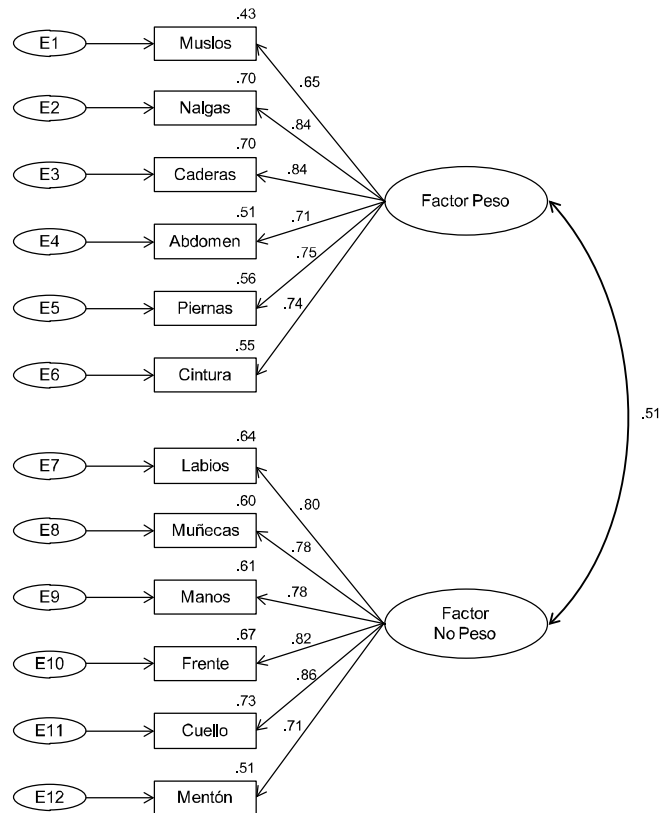 .43
E1 Muslos
.65
.70
E2 Nalgas
.84
.70
E3 Caderas
.84
Factor Peso
.51
E4 Abdomen
.71
.75
.56
E5 Piernas
.74
.55
E6 Cintura
.51
.64
E7 Labios
.80
.60
E8 Muñecas
.78
.61
E9 Manos
.78
Factor
No Peso
.67
E10 Frente
.82
.86
.73
E11 Cuello
.71
.51
E12 Mentón